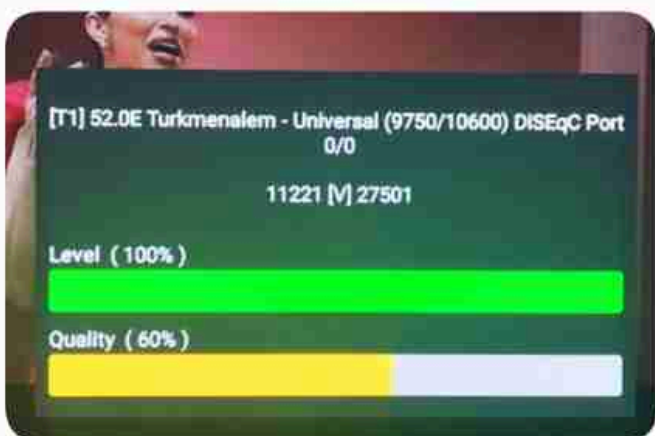 [T1] 52.0E Turkmenalem - Universal (9750/10600) DISEqC Port
0/0
11221 [V] 27501
Level ( 100% )
Quality ( 60% )